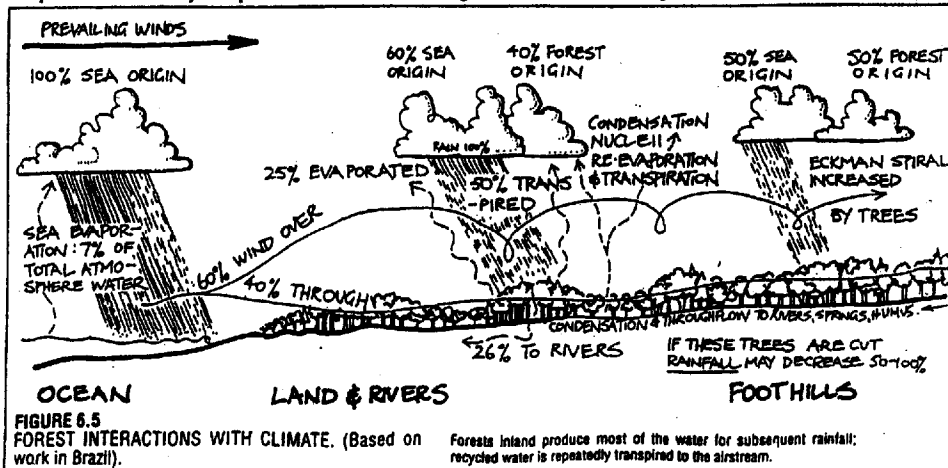 PREVAILING WINDS
100% SEA ORIGIN
60% SEA
ORIGIN
40% FOREST
ORIGIN
50% SEA
ORIGIN
50% FOREST
ORIGIN
RAIN 100%
25% EVAPORATED
50% TRANS
-PIRED
CONDENSATION
NUCLEII
RE-EVAPORATION
& TRANSPIRATION
ECKMAN SPIRAL
INCREASED
BY TREES
SEA EVAPOR-
ATION: 7% OF
TOTAL ATMO-
SPHERE WATER
60% WIND OVER
40% THROUGH
CONDENSATION & THROUGHFLOW TO RIVERS, SPRINGS, HUMUS.
26% TO RIVERS
IF THESE TREES ARE CUT
RAINFALL MAY DECREASE 50-100%
OCEAN
LAND & RIVERS
FOOTHILLS
FIGURE 6.5
FOREST INTERACTIONS WITH CLIMATE. (Based on
work in Brazil).
Forests inland produce most of the water for subsequent rainfall;
recycled water is repeatedly transpired to the airstream.